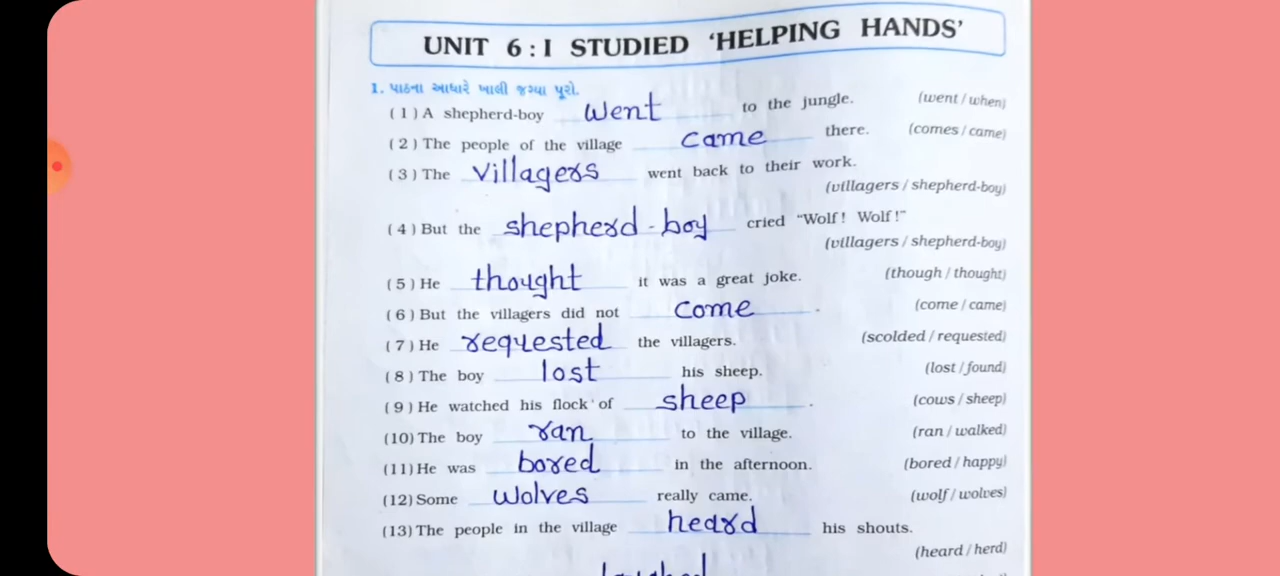 UNIT 6 : I STUDIED 'HELPING HANDS'
1. પાઠના આધારે ખાલી જગ્યા પૂરો.
(1) A shepherd-boy went to the jungle. (went / when)
(2) The people of the village came there. (comes / came)
(3) The villagers went back to their work.
(villagers / shepherd-boy)
(4) But the shepherd-boy cried "Wolf! Wolf!"
(villagers / shepherd-boy)
(5) He thought it was a great joke. (though / thought)
(6) But the villagers did not come. (come / came)
(7) He requested the villagers. (scolded / requested)
(8) The boy lost his sheep. (lost / found)
(9) He watched his flock of sheep. (cows / sheep)
(10) The boy ran to the village. (ran / walked)
(11) He was bored in the afternoon. (bored / happy)
(12) Some wolves really came. (wolf / wolves)
(13) The people in the village heard his shouts.
(heard / herd)